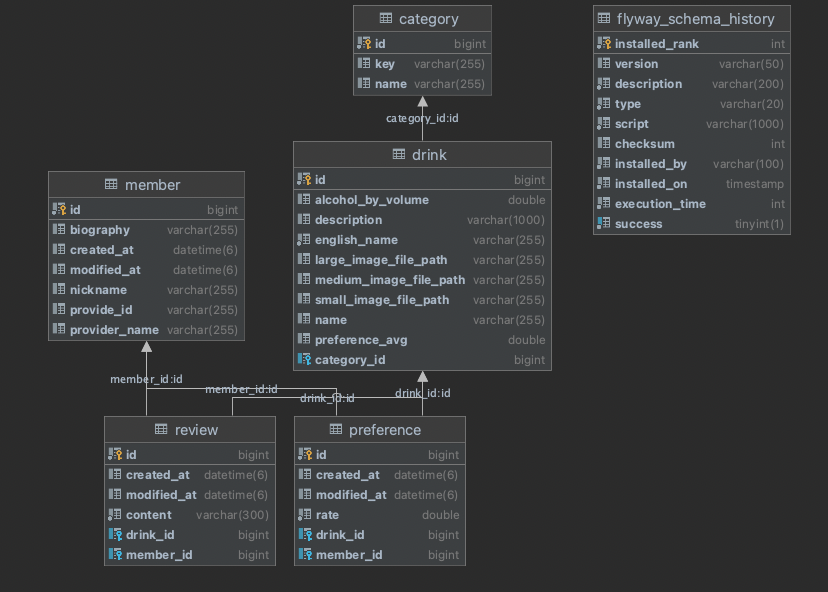 category
id bigint
key varchar(255)
name varchar(255)
flyway_schema_history
installed_rank int
version varchar(50)
description varchar(200)
type varchar(20)
script varchar(1000)
checksum int
installed_by varchar(100)
installed_on timestamp
execution_time int
success tinyint(1)
category_id:id
drink
id bigint
alcohol_by_volume double
description varchar(1000)
english_name varchar(255)
large_image_file_path varchar(255)
medium_image_file_path varchar(255)
small_image_file_path varchar(255)
name varchar(255)
preference_avg double
category_id bigint
member
id bigint
biography varchar(255)
created_at datetime(6)
modified_at datetime(6)
nickname varchar(255)
provide_id varchar(255)
provider_name varchar(255)
member_id:id
member_id:id
drink_id:id
drink_id:id
review
id bigint
created_at datetime(6)
modified_at datetime(6)
content varchar(300)
drink_id bigint
member_id bigint
preference
id bigint
created_at datetime(6)
modified_at datetime(6)
rate double
drink_id bigint
member_id bigint